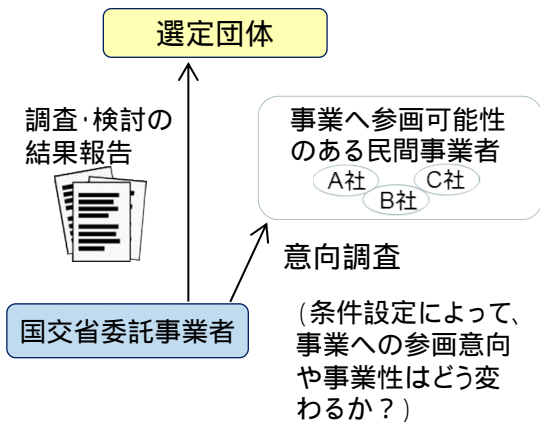 選定団体
調査・検討の
結果報告
事業へ参画可能性
のある民間事業者
A社
C社
B社
意向調査
国交省委託事業者
（条件設定によって、
事業への参画意向
や事業性はどう変
わるか？）